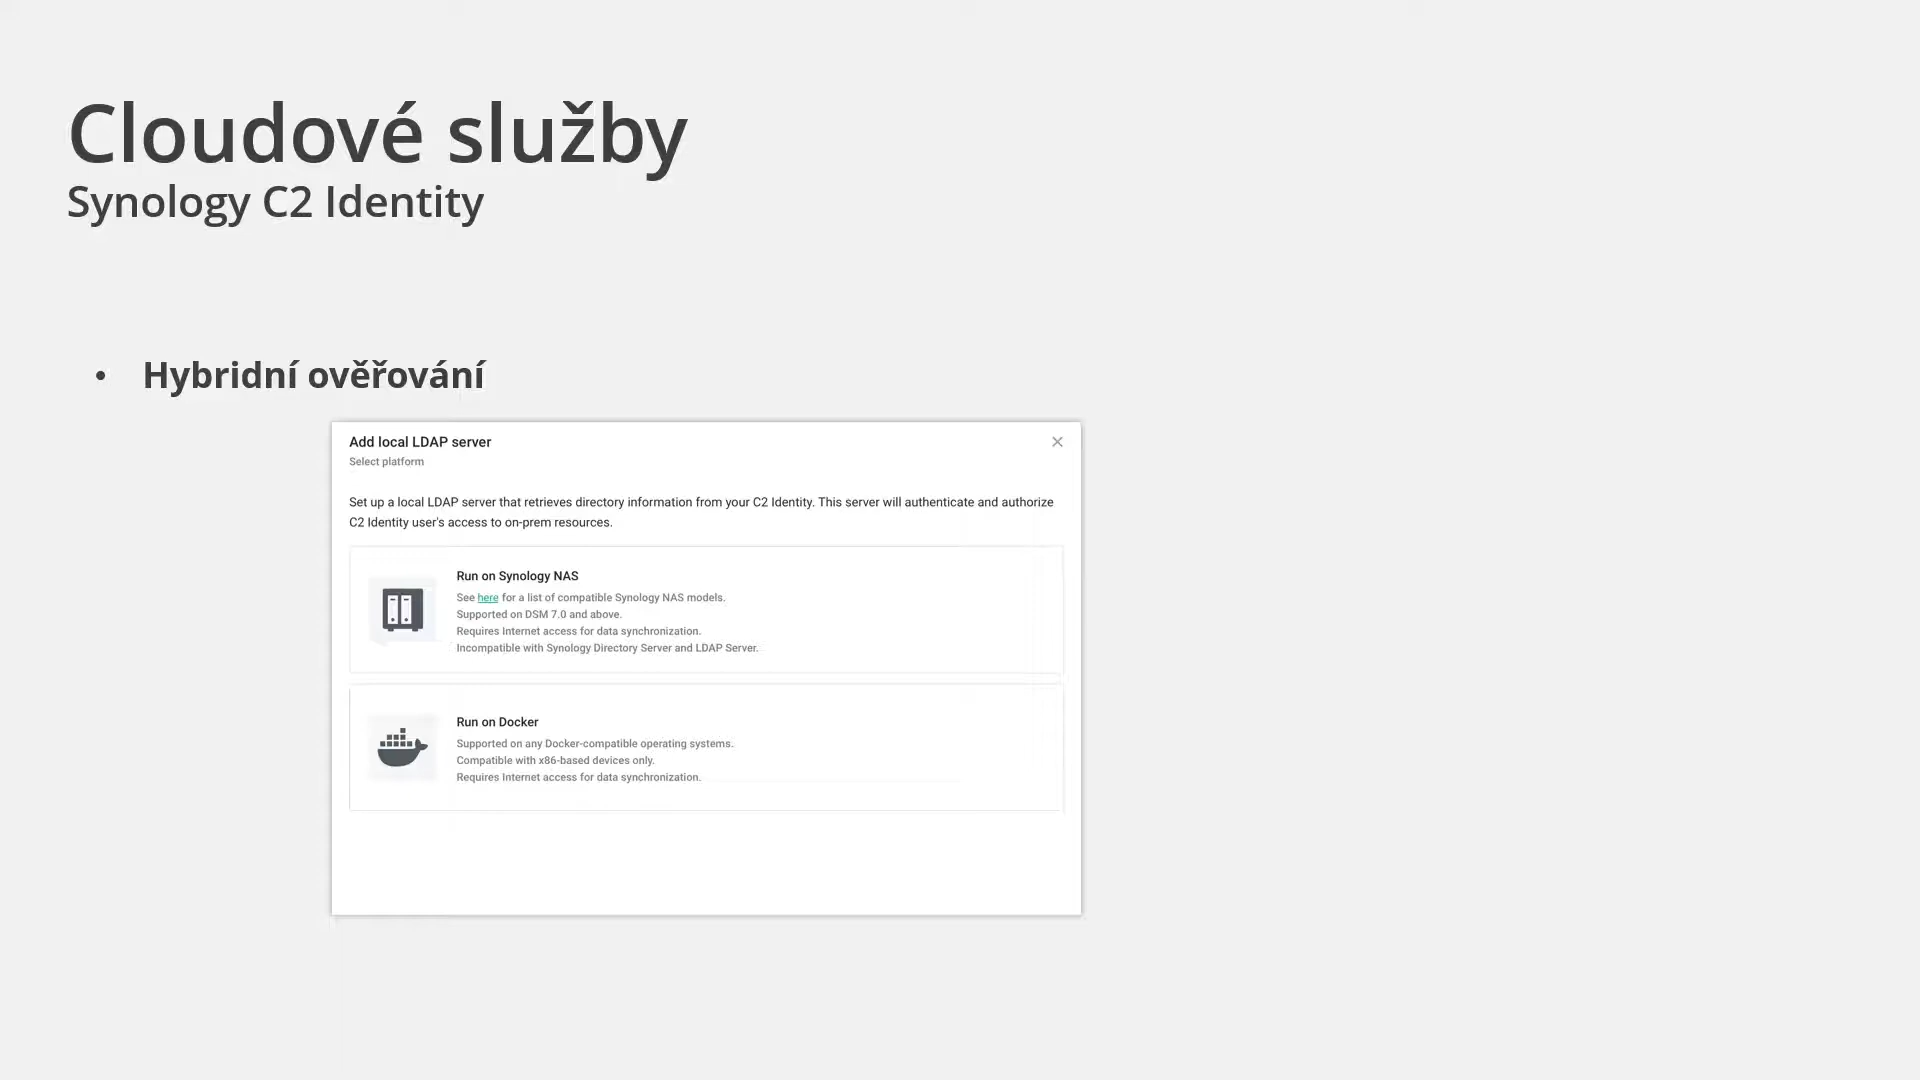 Cloudové služby
Synology C2 Identity
• Hybridní ověřování
Add local LDAP server
Select platform
Set up a local LDAP server that retrieves directory information from your C2 Identity. This server will authenticate and authorize
C2 Identity user's access to on-prem resources.
Run on Synology NAS
See here for a list of compatible Synology NAS models.
Supported on DSM 7.0 and above.
Requires Internet access for data synchronization.
Incompatible with Synology Directory Server and LDAP Server.
Run on Docker
Supported on any Docker-compatible operating systems.
Compatible with x86-based devices only.
Requires Internet access for data synchronization.